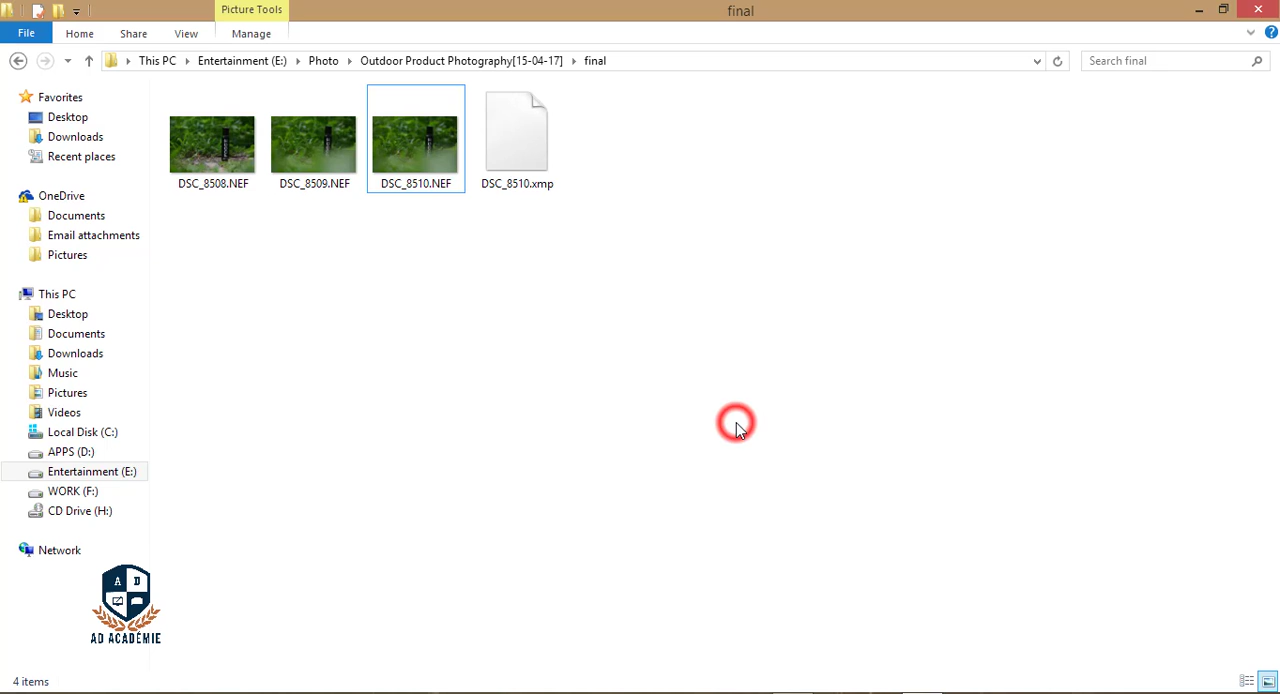 Picture Tools
final
File
Home
Share
View
Manage
This PC
Entertainment (E:)
Photo
Outdoor Product Photography[15-04-17]
final
Search final
Favorites
Desktop
Downloads
Recent places
OneDrive
Documents
Email attachments
Pictures
This PC
Desktop
Documents
Downloads
Music
Pictures
Videos
Local Disk (C:)
APPS (D:)
Entertainment (E:)
WORK (F:)
CD Drive (H:)
Network
DSC_8508.NEF
DSC_8509.NEF
DSC_8510.NEF
DSC_8510.xmp
A D
AD ACADÉMIE
4 items